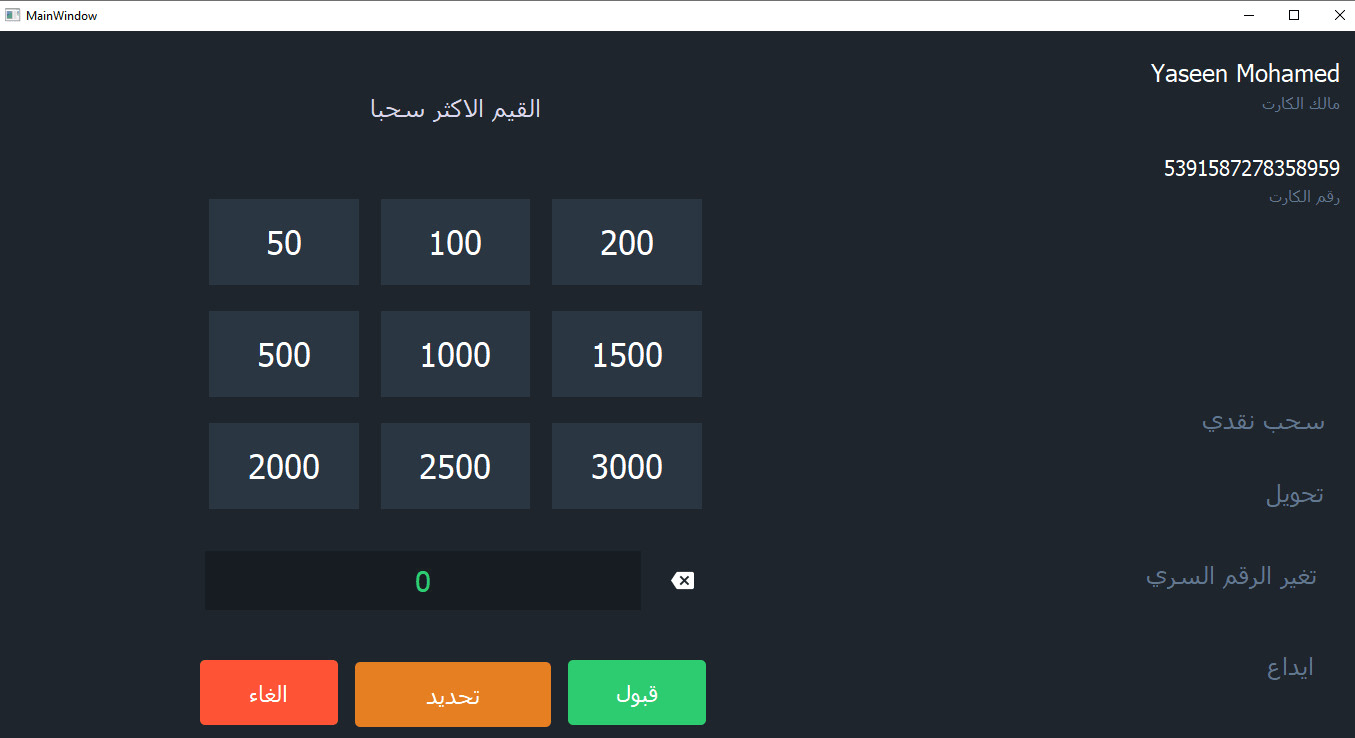 MainWindow
Yaseen Mohamed
مالك الكارت
5391587278358959
رقم الكارت
القيم الاكثر سحبا
50 100 200
500 1000 1500
2000 2500 3000
0
الغاء تحديد قبول
سحب نقدي
تحويل
تغير الرقم السري
ايداع